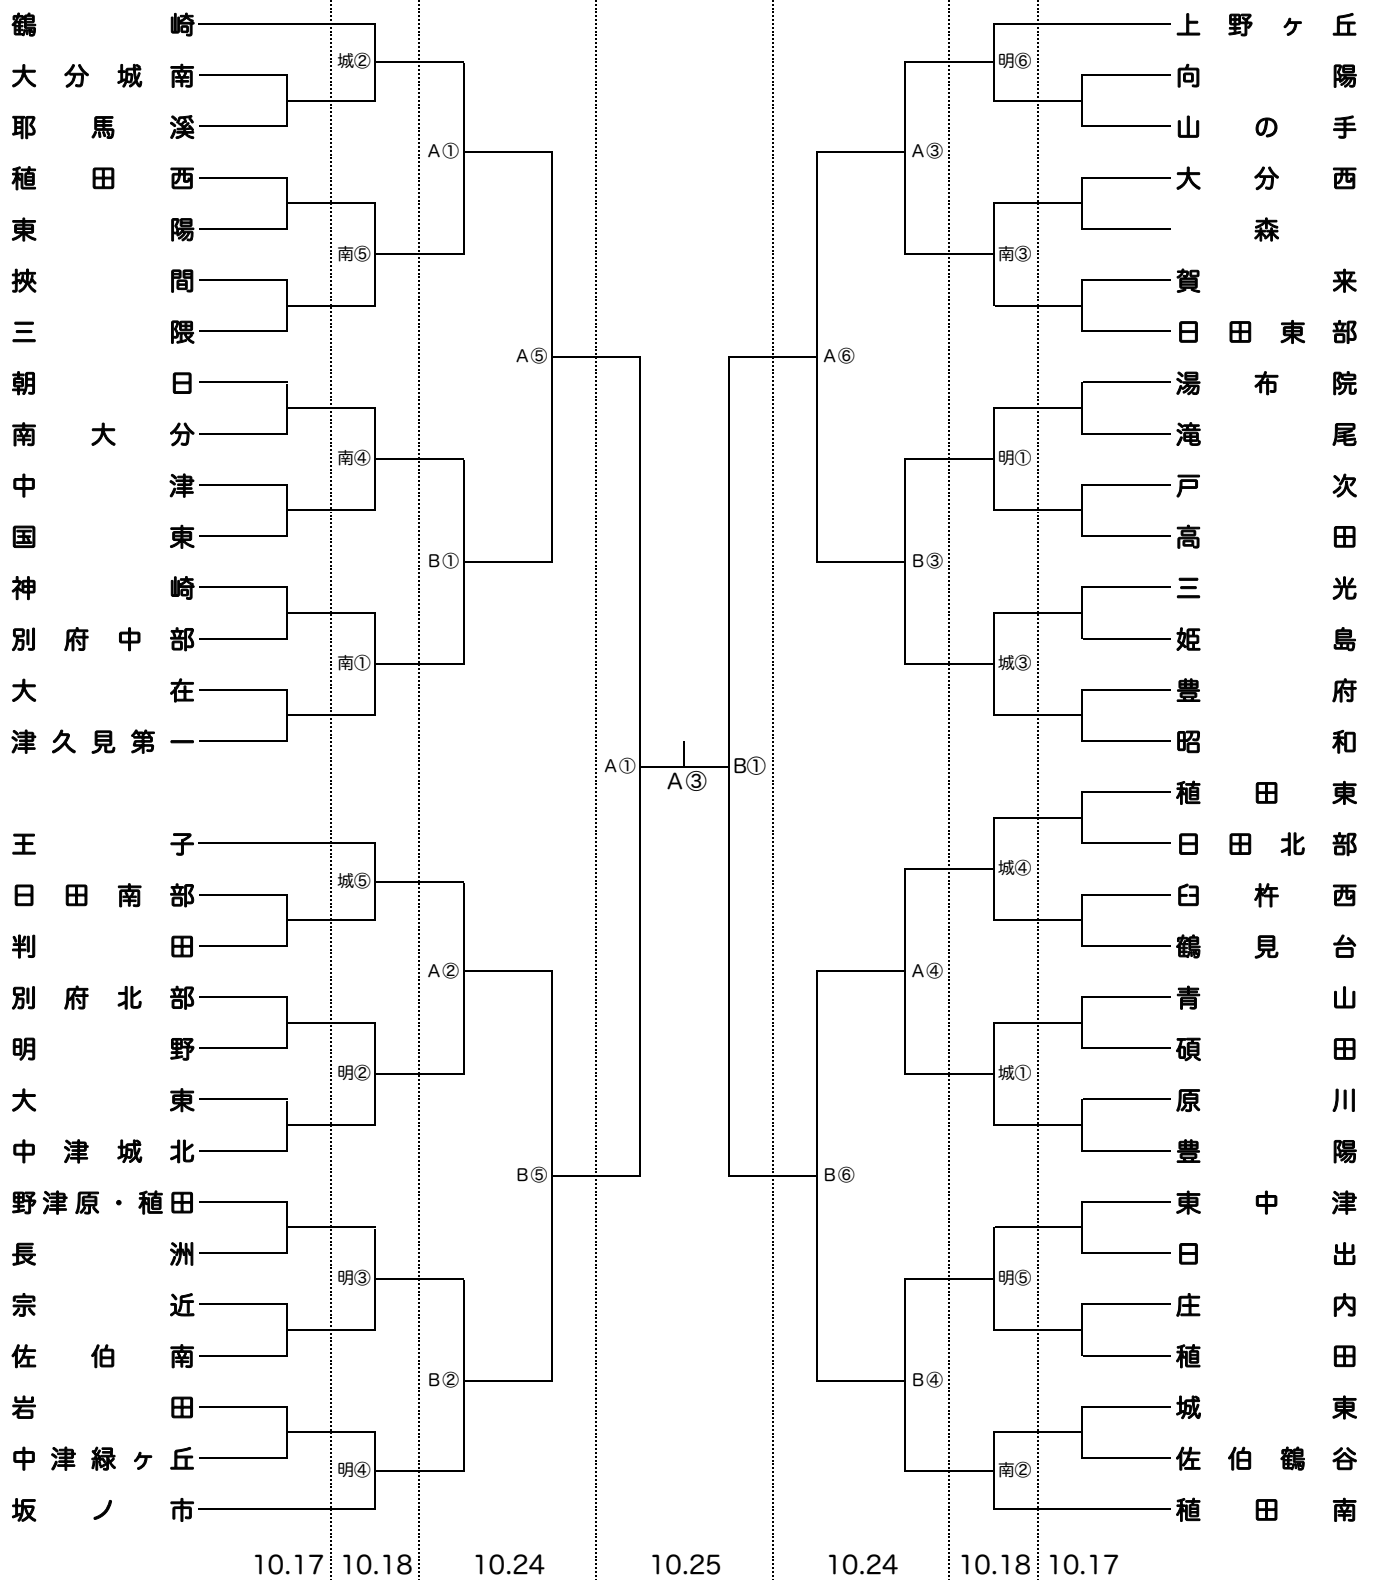 鶴崎
大分城南
耶馬溪
稙田西
東陽
挾間
三隈
朝日
南大分
中津
国東
神崎
別府中部
大在
津久見第一
王子
日田南部
判田
別府北部
明野
大東
中津城北
野津原・稙田
長洲
宗近
佐伯南
岩田
中津緑ヶ丘
坂ノ市
城②
南⑤
南④
南①
城⑤
明②
明③
明④
A①
B①
A②
B②
A⑤
B⑤
A①
A③
B①
A⑥
B⑥
A③
B③
A④
B④
明⑥
南③
明①
城③
城④
城①
明⑤
南②
上野ヶ丘
向陽
山の手
大分西
森
賀来
日田東部
湯布院
滝尾
戸次
高田
三光
姫島
豊府
昭和
稙田東
日田北部
臼杵西
鶴見台
青山
碩田
原川
豊陽
東中津
日出
庄内
稙田
城東
佐伯鶴谷
稙田南
10.17 10.18 10.24 10.25 10.24 10.18 10.17